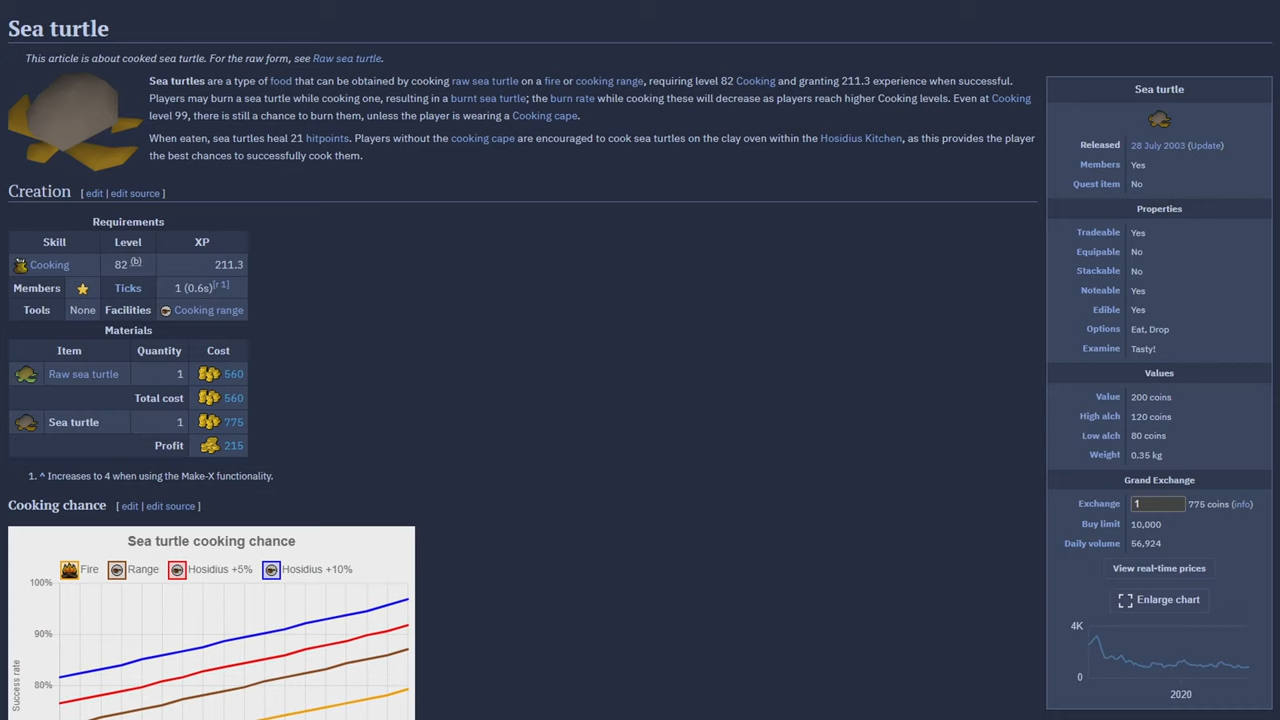 Sea turtle
This article is about cooked sea turtle. For the raw form, see Raw sea turtle.
Sea turtles are a type of food that can be obtained by cooking raw sea turtle on a fire or cooking range, requiring level 82 Cooking and granting 211.3 experience when successful.
Players may burn a sea turtle while cooking one, resulting in a burnt sea turtle; the burn rate while cooking these will decrease as players reach higher Cooking levels. Even at Cooking
level 99, there is still a chance to burn them, unless the player is wearing a Cooking cape.
When eaten, sea turtles heal 21 hitpoints. Players without the cooking cape are encouraged to cook sea turtles on the clay oven within the Hosidius Kitchen, as this provides the player
the best chances to successfully cook them.
Creation [ edit | edit source ]
Requirements
Skill Level XP
Cooking 82 (b) 211.3
Members Ticks 1 (0.6s)[r 1]
Tools None Facilities Cooking range
Materials
Item Quantity Cost
Raw sea turtle 1 560
Total cost 560
Sea turtle 1 775
Profit 215
1. ^ Increases to 4 when using the Make-X functionality.
Cooking chance [ edit | edit source ]
Sea turtle cooking chance
Fire Range Hosidius +5% Hosidius +10%
100%
90%
80%
Success rate
Sea turtle
Released 28 July 2003 (Update)
Members Yes
Quest item No
Properties
Tradeable Yes
Equipable No
Stackable No
Noteable Yes
Edible Yes
Options Eat, Drop
Examine Tasty!
Values
Value 200 coins
High alch 120 coins
Low alch 80 coins
Weight 0.35 kg
Grand Exchange
Exchange 1 775 coins (info)
Buy limit 10,000
Daily volume 56,924
View real-time prices
Enlarge chart
4K
0
2020